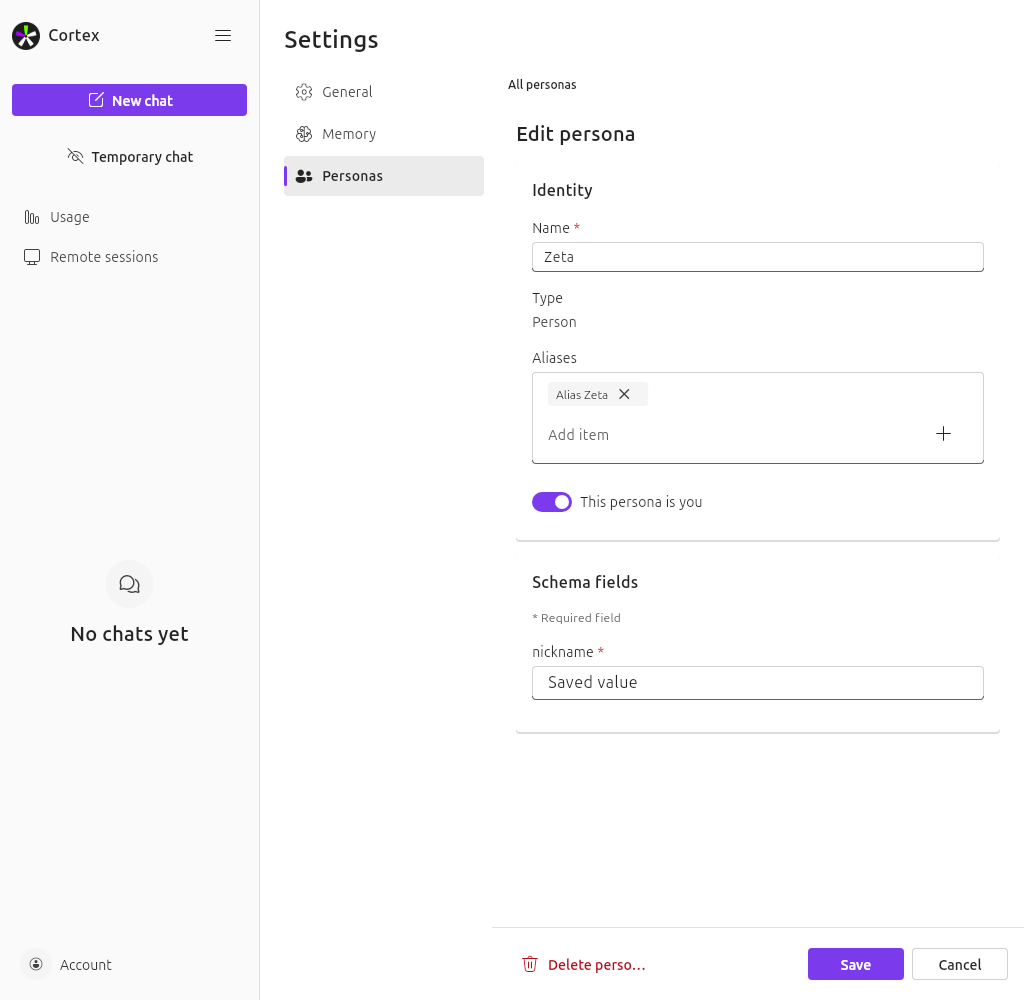 Cortex
New chat
Temporary chat
Usage
Remote sessions
No chats yet
Account
Settings
General
Memory
Personas
All personas
Edit persona
Identity
Name *
Zeta
Type
Person
Aliases
Alias Zeta
Add item
This persona is you
Schema fields
* Required field
nickname *
Saved value
Delete perso…
Save
Cancel